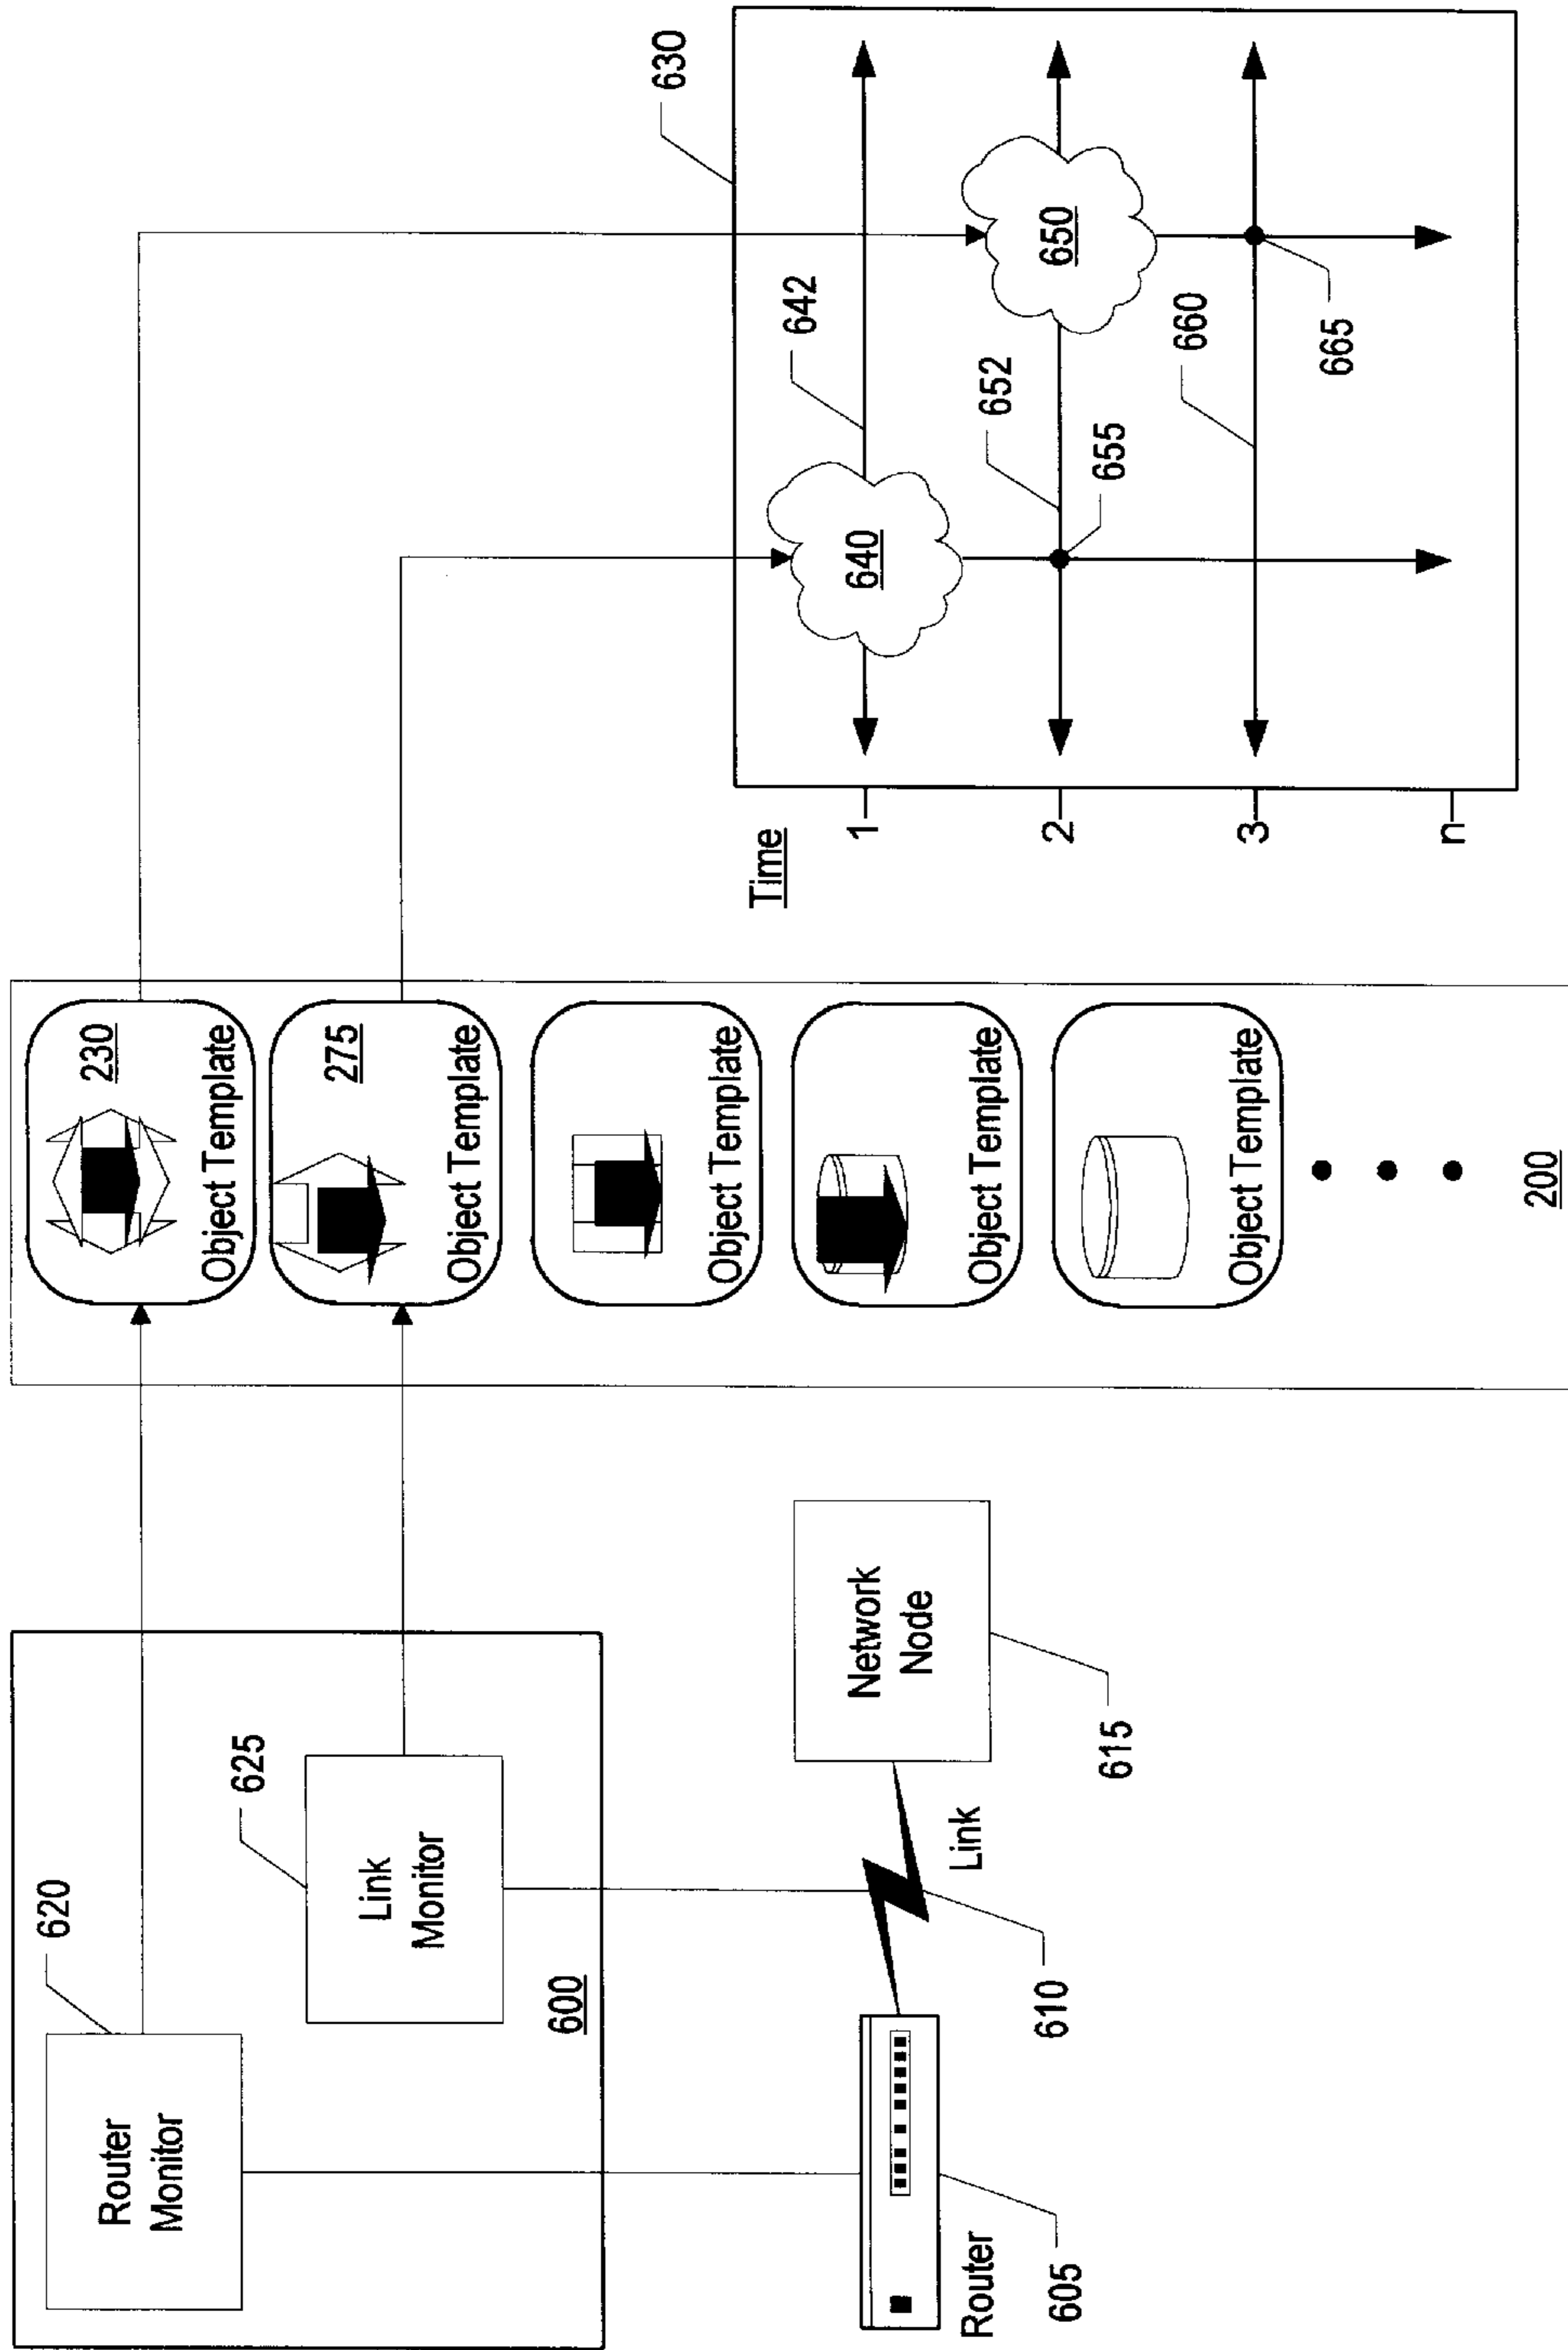 620
Router
Monitor
625
Link
Monitor
600
Router
605
610
Link
Network
Node
615
230
Object Template
275
Object Template
Object Template
Object Template
Object Template
200
Time
1
2
3
n
630
640
642
650
652
655
660
665